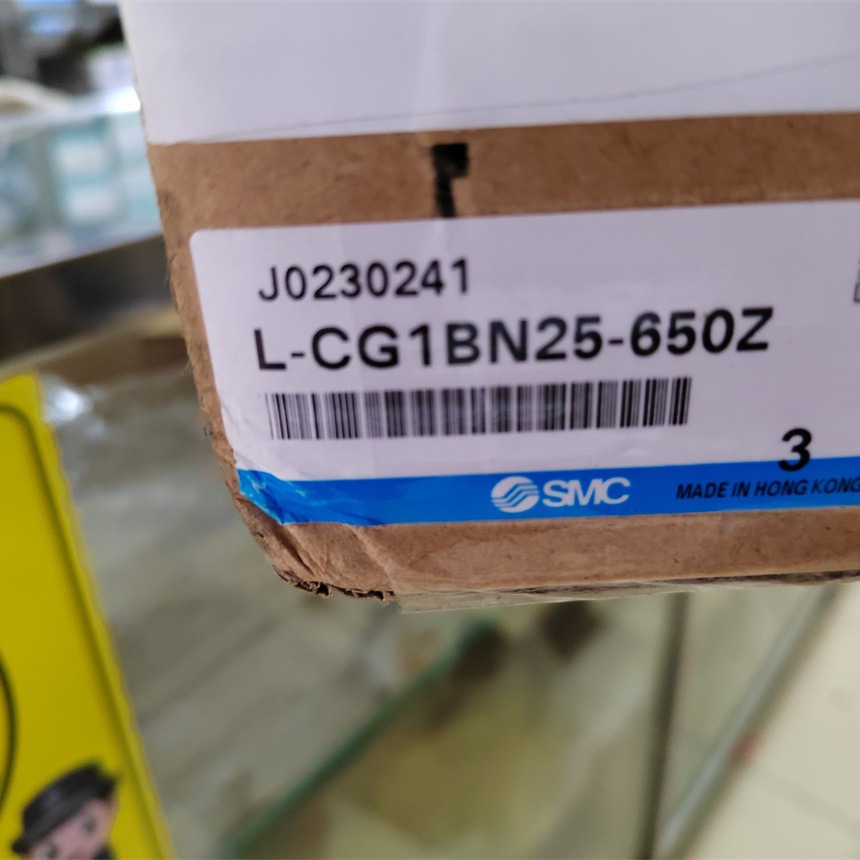 J0230241
L-CG1BN25-650Z
3
SMC
MADE IN HONG KONG